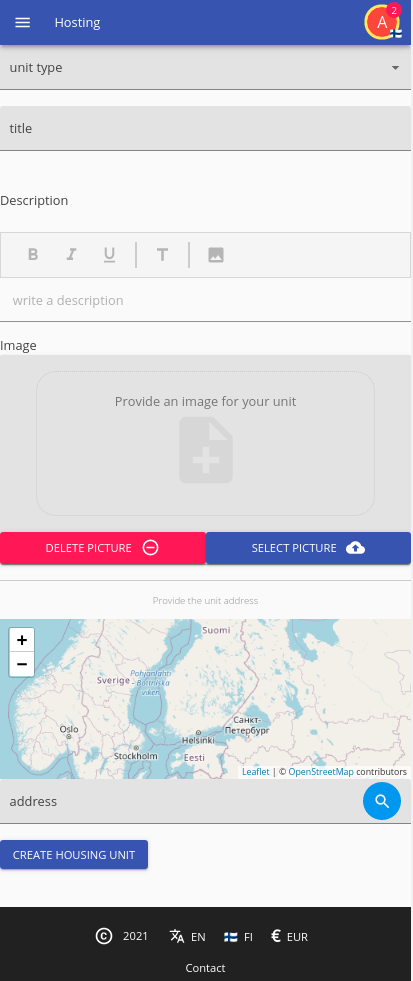 Hosting
A
2
unit type
title
Description
B I U T
write a description
Image
Provide an image for your unit
DELETE PICTURE
SELECT PICTURE
Provide the unit address
+
−
Suomi
Sverige
Pohjanlahti -
Bottniska
viken
Oslo
Helsinki
Санкт-
Петербург
Stockholm
Eesti
Leaflet | © OpenStreetMap contributors
address
CREATE HOUSING UNIT
© 2021 EN FI € EUR
Contact